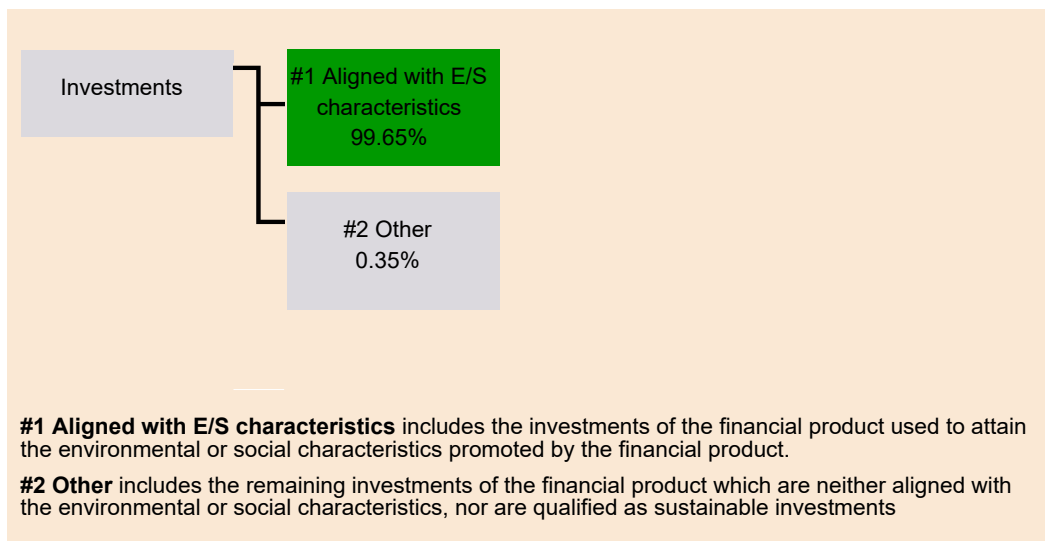 Investments
#1 Aligned with E/S
characteristics
99.65%
#2 Other
0.35%
#1 Aligned with E/S characteristics includes the investments of the financial product used to attain
the environmental or social characteristics promoted by the financial product.
#2 Other includes the remaining investments of the financial product which are neither aligned with
the environmental or social characteristics, nor are qualified as sustainable investments